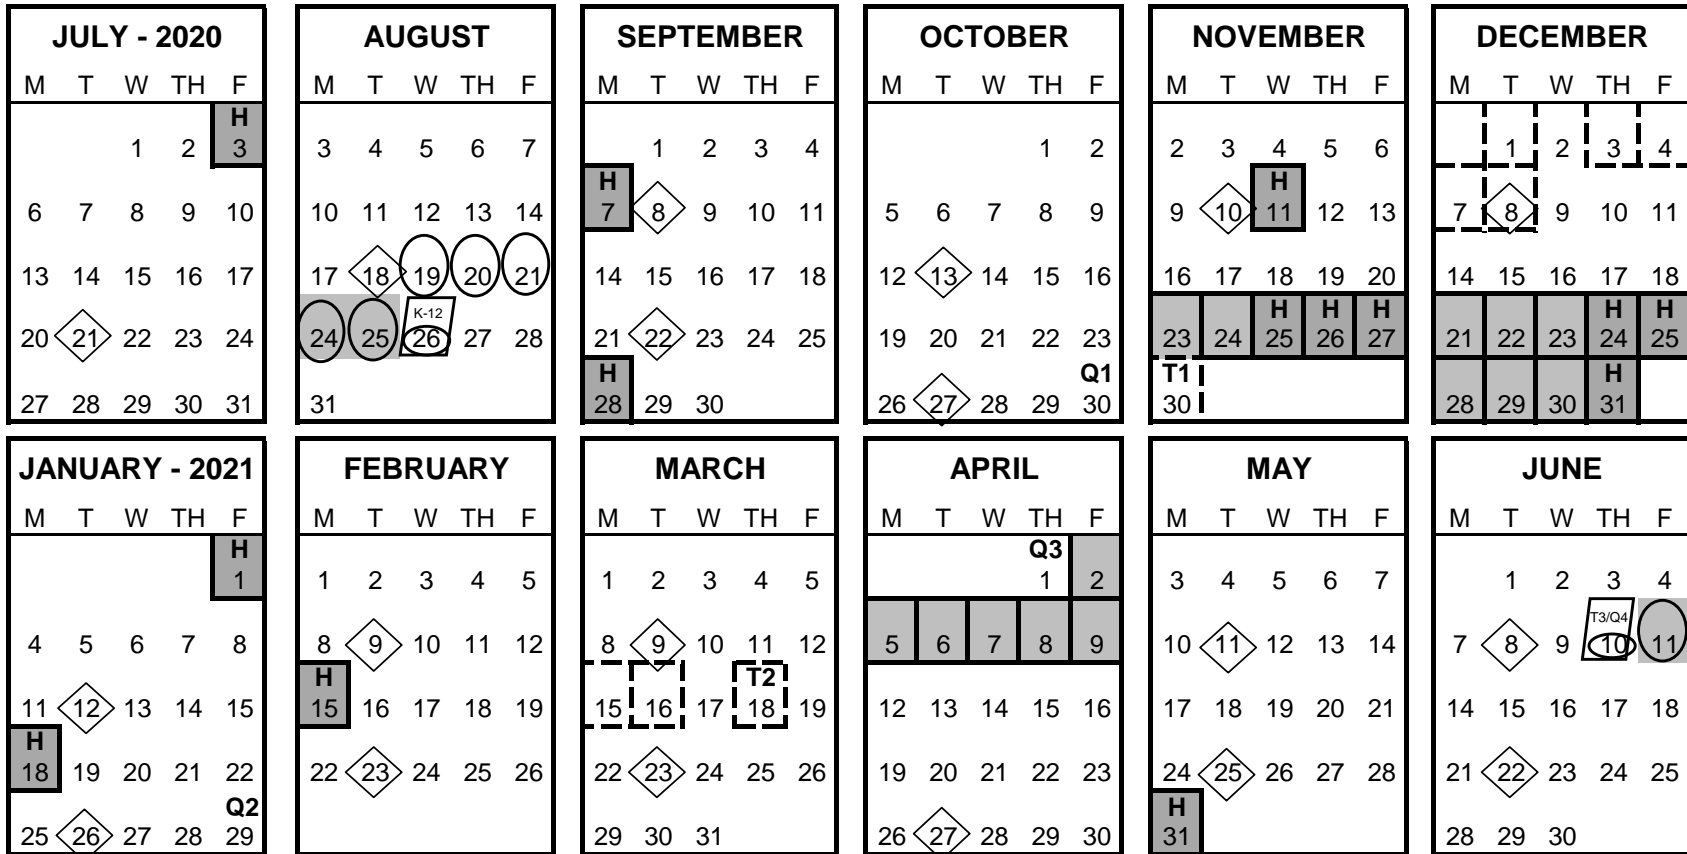 JULY - 2020
M T W TH F
H
1 2 3
6 7 8 9 10
13 14 15 16 17
20 21 22 23 24
27 28 29 30 31
AUGUST
M T W TH F
3 4 5 6 7
10 11 12 13 14
17 18 19 20 21
K-12
24 25 26 27 28
31
SEPTEMBER
M T W TH F
1 2 3 4
H
7 8 9 10 11
14 15 16 17 18
21 22 23 24 25
H
28 29 30
OCTOBER
M T W TH F
1 2
5 6 7 8 9
12 13 14 15 16
19 20 21 22 23
Q1
26 27 28 29 30
NOVEMBER
M T W TH F
2 3 4 5 6
H
9 10 11 12 13
16 17 18 19 20
H H H
23 24 25 26 27
T1
30
DECEMBER
M T W TH F
1 2 3 4
7 8 9 10 11
14 15 16 17 18
H H
21 22 23 24 25
H
28 29 30 31
JANUARY - 2021
M T W TH F
H
1
4 5 6 7 8
11 12 13 14 15
H
18 19 20 21 22
Q2
25 26 27 28 29
FEBRUARY
M T W TH F
1 2 3 4 5
8 9 10 11 12
H
15 16 17 18 19
22 23 24 25 26
MARCH
M T W TH F
1 2 3 4 5
8 9 10 11 12
T2
15 16 17 18 19
22 23 24 25 26
29 30 31
APRIL
M T W TH F
Q3
1 2
5 6 7 8 9
12 13 14 15 16
19 20 21 22 23
26 27 28 29 30
MAY
M T W TH F
3 4 5 6 7
10 11 12 13 14
17 18 19 20 21
24 25 26 27 28
H
31
JUNE
M T W TH F
1 2 3 4
T3/Q4
7 8 9 10 11
14 15 16 17 18
21 22 23 24 25
28 29 30